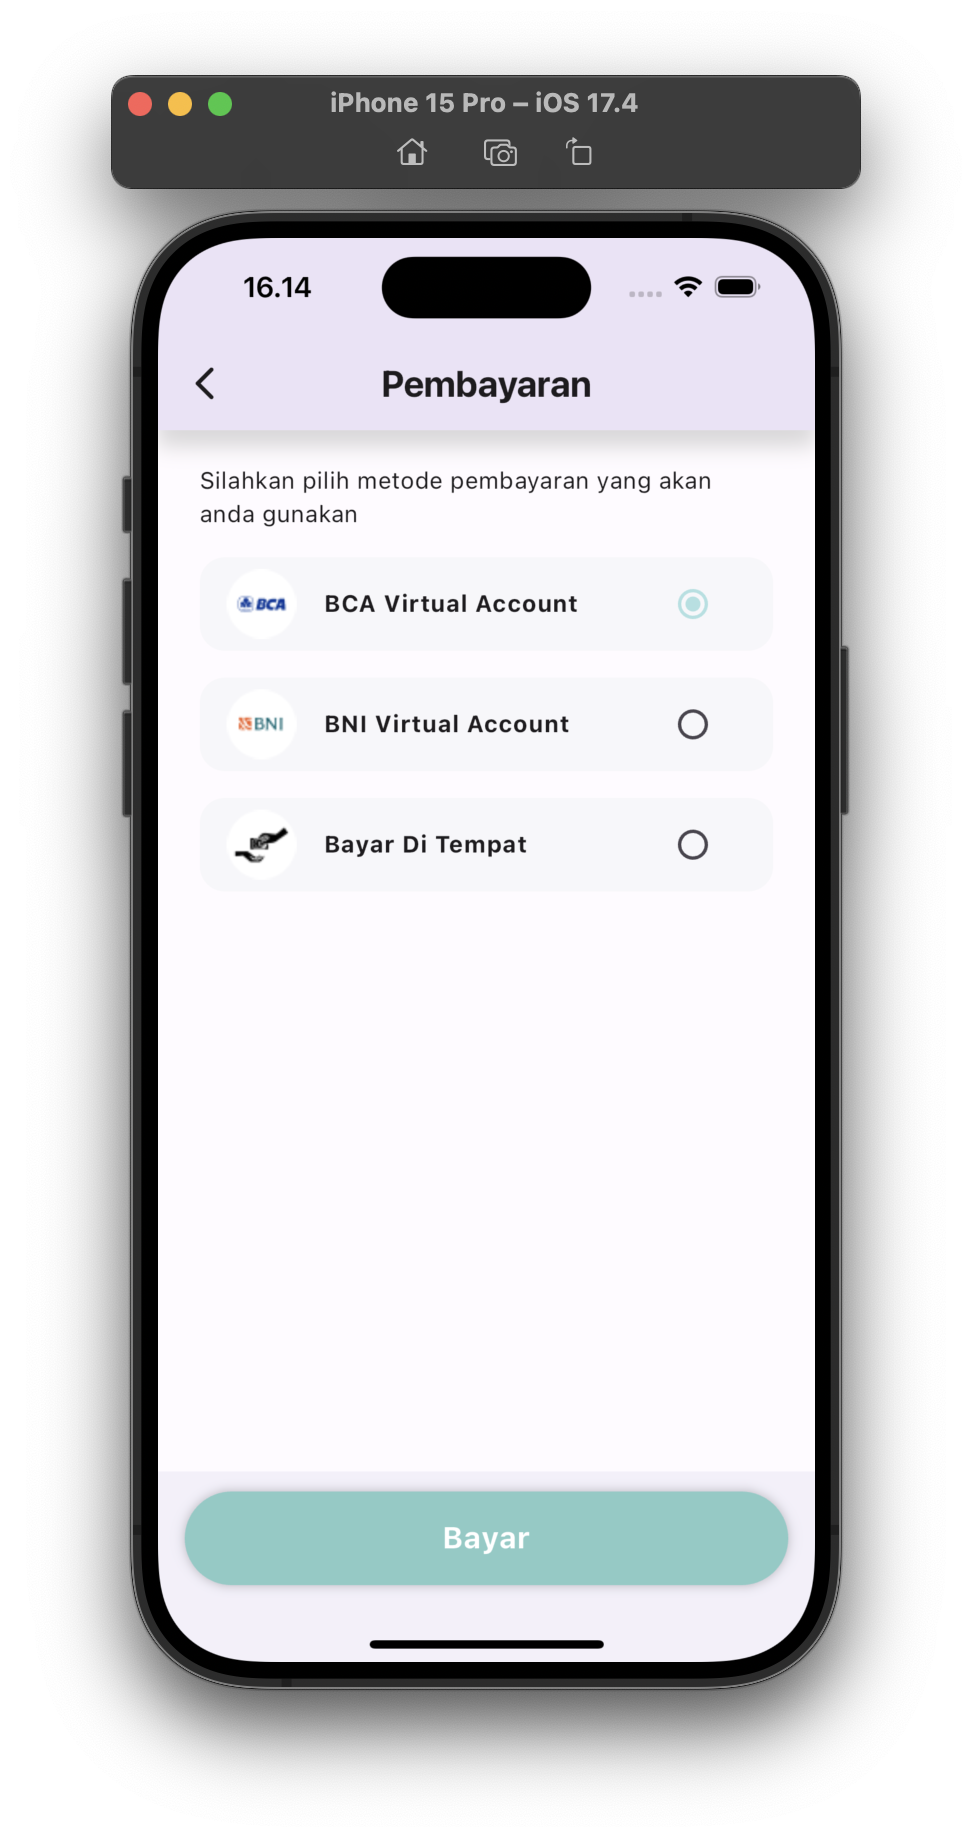 iPhone 15 Pro – iOS 17.4
16.14
Pembayaran
Silahkan pilih metode pembayaran yang akan
anda gunakan
BCA
BCA Virtual Account
BNI
BNI Virtual Account
Bayar Di Tempat
Bayar